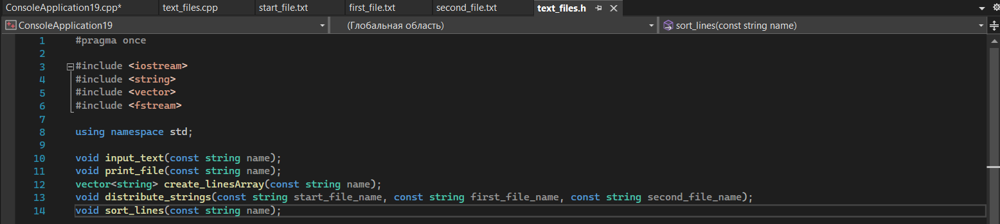 ConsoleApplication19.cpp* text_files.cpp start_file.txt first_file.txt second_file.txt text_files.h
ConsoleApplication19 (Глобальная область) sort_lines(const string name)
1 #pragma once
2
3 #include <iostream>
4 #include <string>
5 #include <vector>
6 #include <fstream>
7
8 using namespace std;
9
10 void input_text(const string name);
11 void print_file(const string name);
12 vector<string> create_linesArray(const string name);
13 void distribute_strings(const string start_file_name, const string first_file_name, const string second_file_name);
14 void sort_lines(const string name);